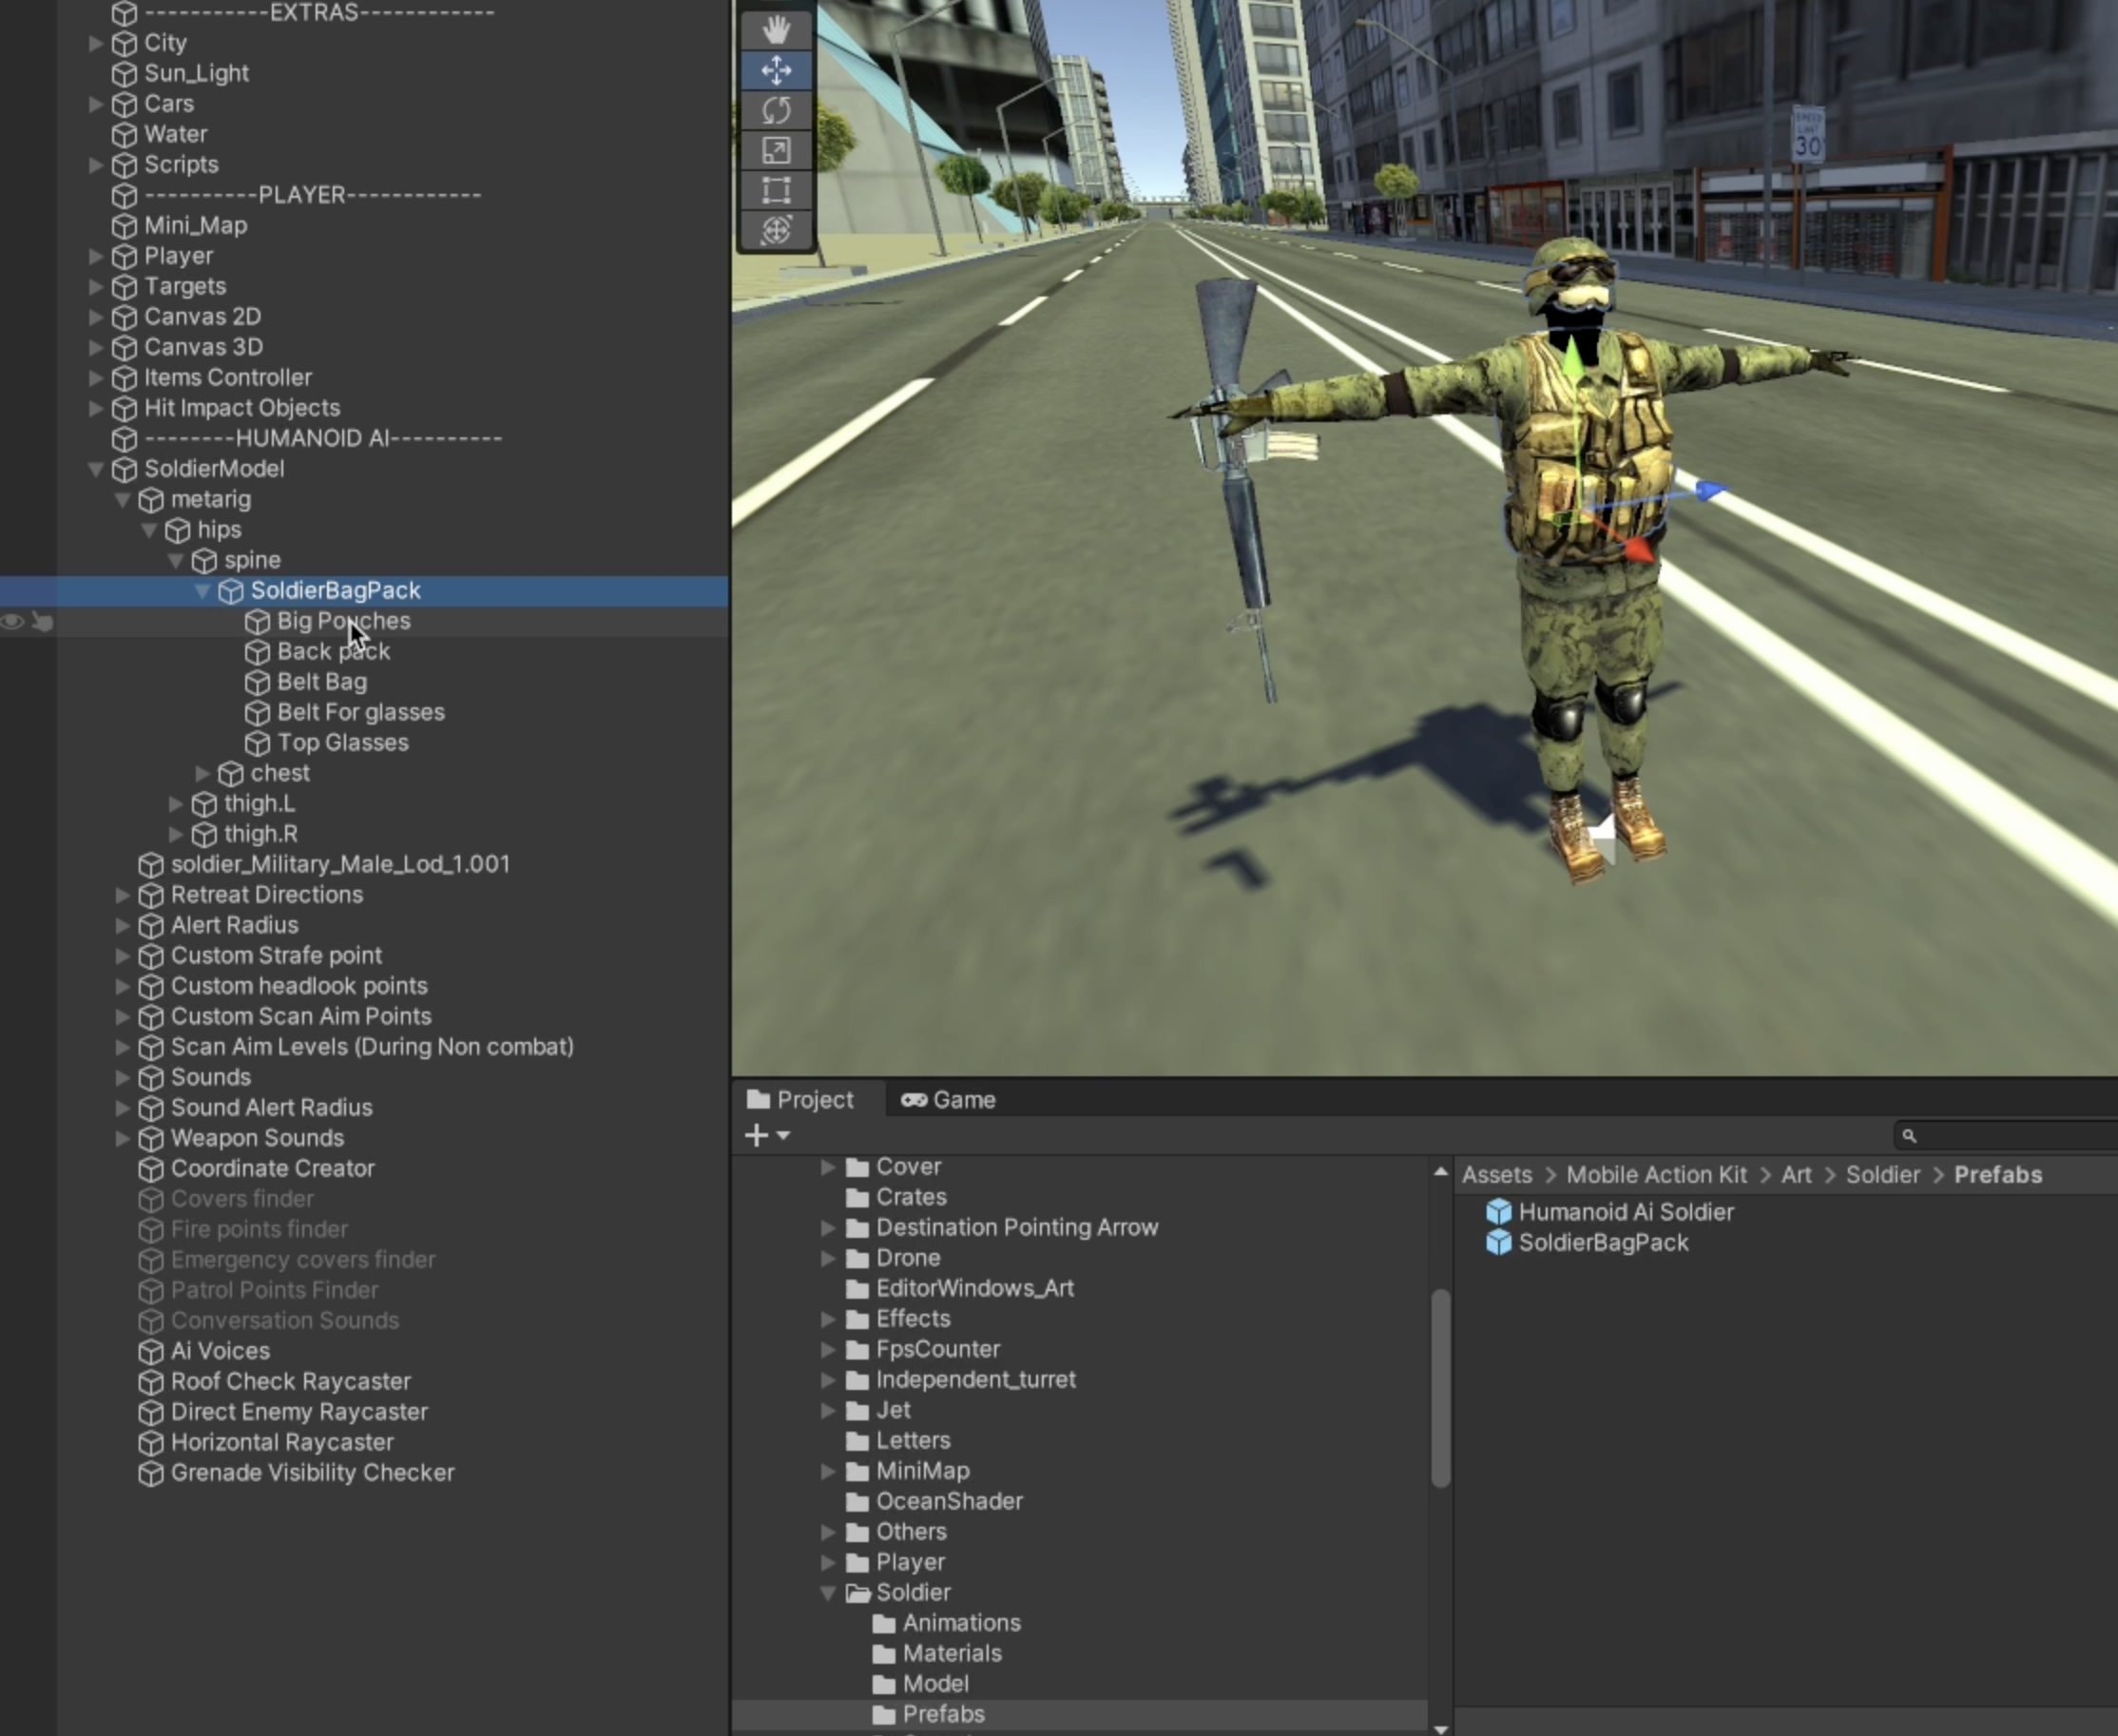 -----------EXTRAS------------
City
Sun_Light
Cars
Water
Scripts
----------PLAYER------------
Mini_Map
Player
Targets
Canvas 2D
Canvas 3D
Items Controller
Hit Impact Objects
--------HUMANOID AI----------
SoldierModel
metarig
hips
spine
SoldierBagPack
Big Pouches
Back pack
Belt Bag
Belt For glasses
Top Glasses
chest
thigh.L
thigh.R
soldier_Military_Male_Lod_1.001
Retreat Directions
Alert Radius
Custom Strafe point
Custom headlook points
Custom Scan Aim Points
Scan Aim Levels (During Non combat)
Sounds
Sound Alert Radius
Weapon Sounds
Coordinate Creator
Covers finder
Fire points finder
Emergency covers finder
Patrol Points Finder
Conversation Sounds
Ai Voices
Roof Check Raycaster
Direct Enemy Raycaster
Horizontal Raycaster
Grenade Visibility Checker
SPEED
LIMIT
30
Project
Game
Cover
Crates
Destination Pointing Arrow
Drone
EditorWindows_Art
Effects
FpsCounter
Independent_turret
Jet
Letters
MiniMap
OceanShader
Others
Player
Soldier
Animations
Materials
Model
Prefabs
Assets > Mobile Action Kit > Art > Soldier > Prefabs
Humanoid Ai Soldier
SoldierBagPack